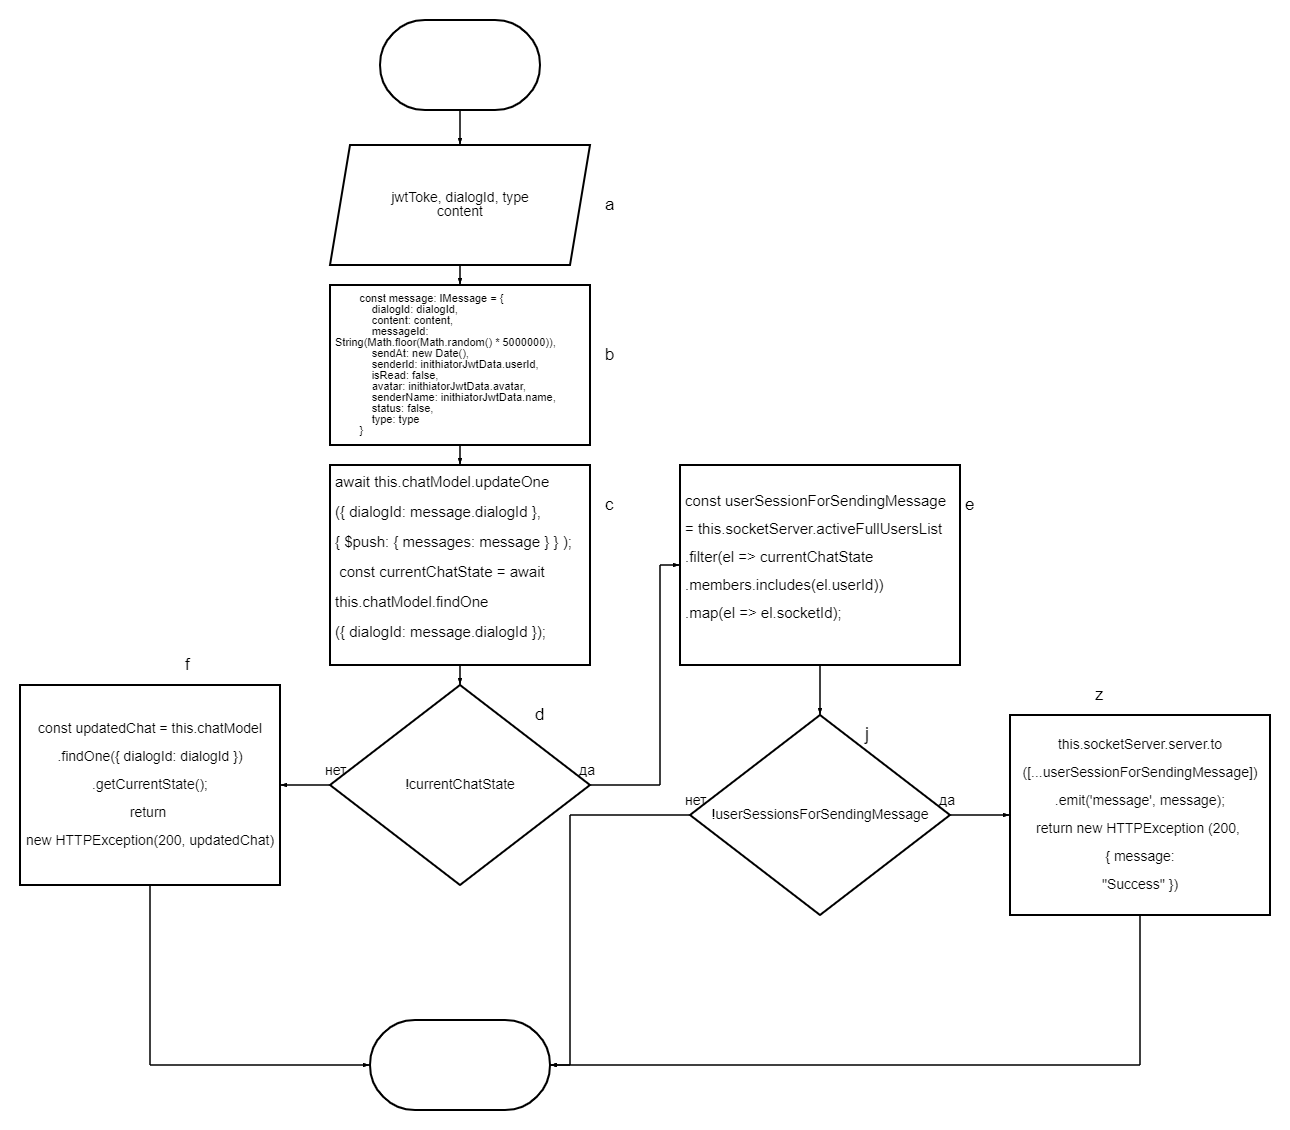 jwtToke, dialogId, type
content
a
const message: IMessage = {
dialogId: dialogId,
content: content,
messageId:
String(Math.floor(Math.random() * 5000000)),
sendAt: new Date(),
senderId: inithiatorJwtData.userId,
isRead: false,
avatar: inithiatorJwtData.avatar,
senderName: inithiatorJwtData.name,
status: false,
type: type
}
b
await this.chatModel.updateOne
({ dialogId: message.dialogId },
{ $push: { messages: message } } );
const currentChatState = await
this.chatModel.findOne
({ dialogId: message.dialogId });
c
const userSessionForSendingMessage
= this.socketServer.activeFullUsersList
.filter(el => currentChatState
.members.includes(el.userId))
.map(el => el.socketId);
e
f
const updatedChat = this.chatModel
.findOne({ dialogId: dialogId })
.getCurrentState();
return
new HTTPException(200, updatedChat)
d
нет
!currentChatState
да
j
нет
!userSessionsForSendingMessage
да
z
this.socketServer.server.to
([...userSessionForSendingMessage])
.emit('message', message);
return new HTTPException (200,
{ message:
"Success" })